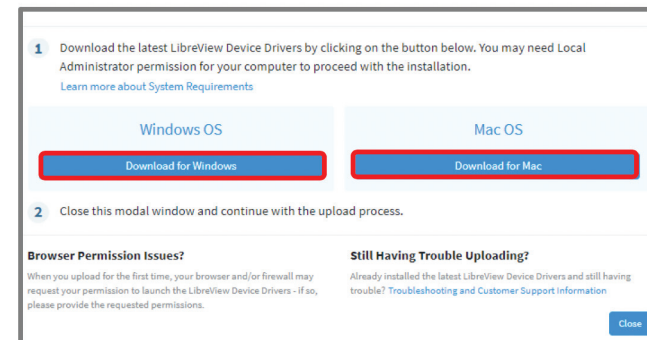 1 Download the latest LibreView Device Drivers by clicking on the button below. You may need Local
Administrator permission for your computer to proceed with the installation.
Learn more about System Requirements
Windows OS
Download for Windows
Mac OS
Download for Mac
2 Close this modal window and continue with the upload process.
Browser Permission Issues?
When you upload for the first time, your browser and/or firewall may
request your permission to launch the LibreView Device Drivers - if so,
please provide the requested permissions.
Still Having Trouble Uploading?
Already installed the latest LibreView Device Drivers and still having
trouble? Troubleshooting and Customer Support Information
Close